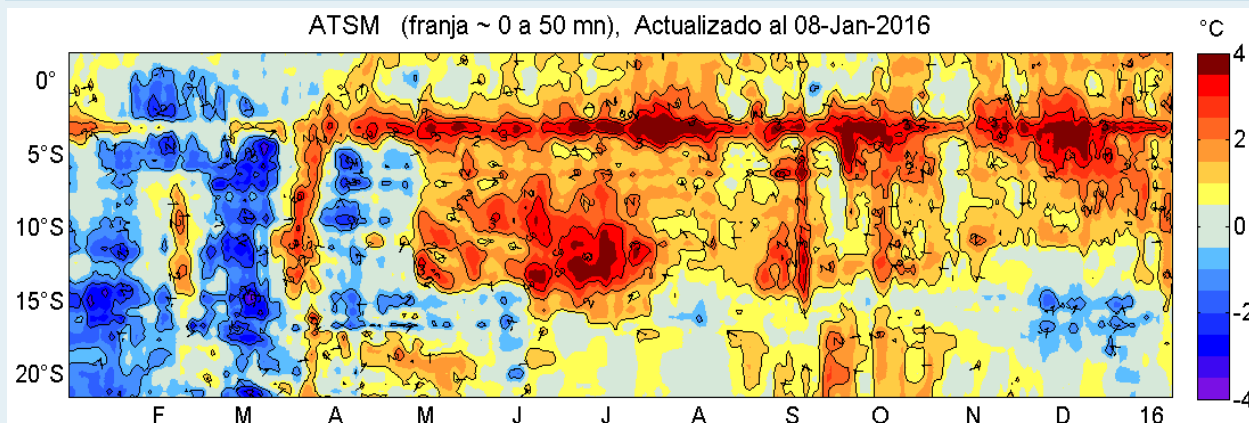 ATSM (franja ~ 0 a 50 mn), Actualizado al 08-Jan-2016
°C
4
2
0
-2
-4
0°
5°S
10°S
15°S
20°S
F M A M J J A S O N D 16